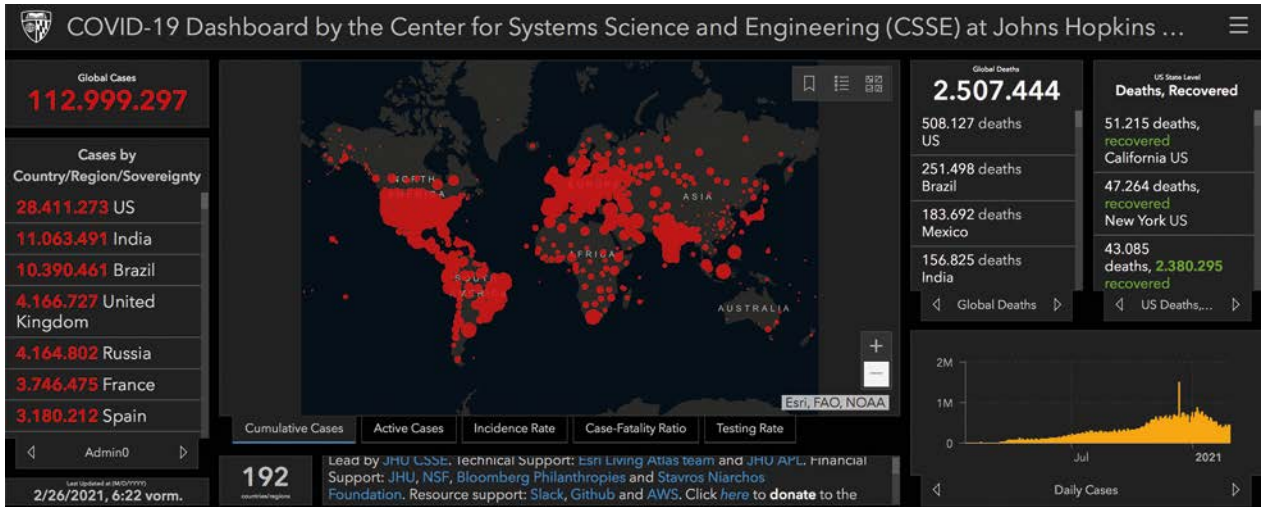 COVID-19 Dashboard by the Center for Systems Science and Engineering (CSSE) at Johns Hopkins ...
Global Cases
112.999.297
Cases by
Country/Region/Sovereignty
28.411.273 US
11.063.491 India
10.390.461 Brazil
4.166.727 United
Kingdom
4.164.802 Russia
3.746.475 France
3.180.212 Spain
Admin0
Last Updated at (M/D/YYYY)
2/26/2021, 6:22 vorm.
NORTH
AMERICA
SOUTH
AMERICA
EUROPE
AFRICA
ASIA
AUSTRALIA
+
−
Esri, FAO, NOAA
Cumulative Cases
Active Cases
Incidence Rate
Case-Fatality Ratio
Testing Rate
192
countries/regions
Lead by JHU CSSE. Technical Support: Esri Living Atlas team and JHU APL. Financial
Support: JHU, NSF, Bloomberg Philanthropies and Stavros Niarchos
Foundation. Resource support: Slack, Github and AWS. Click here to donate to the
Global Deaths
2.507.444
508.127 deaths
US
251.498 deaths
Brazil
183.692 deaths
Mexico
156.825 deaths
India
Global Deaths
US State Level
Deaths, Recovered
51.215 deaths,
recovered
California US
47.264 deaths,
recovered
New York US
43.085
deaths, 2.380.295
recovered
US Deaths,...
2M
1M
0
Jul
2021
Daily Cases